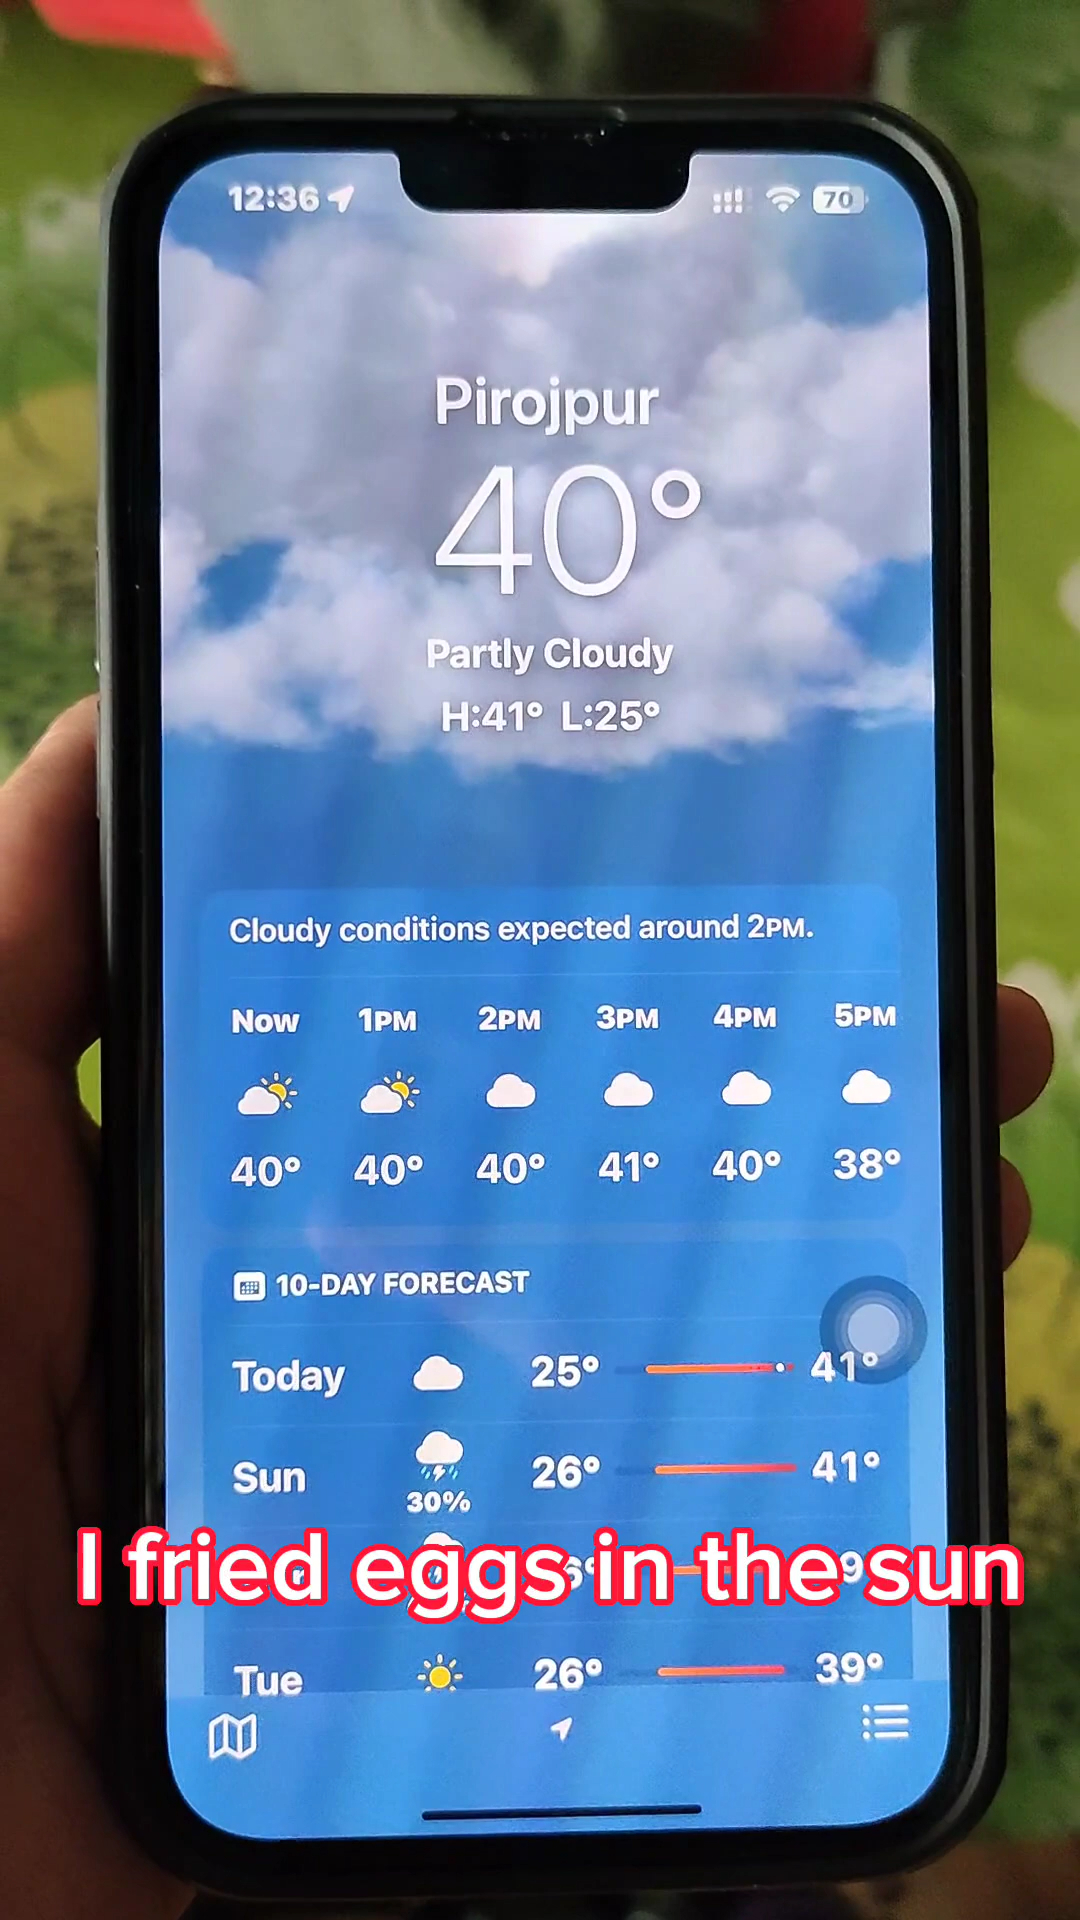 12:36
70
Pirojpur
40°
Partly Cloudy
H:41° L:25°
Cloudy conditions expected around 2PM.
Now 1PM 2PM 3PM 4PM 5PM
40° 40° 40° 41° 40° 38°
10-DAY FORECAST
Today 25° 41°
Sun 30% 26° 41°
I fried eggs in the sun
Tue 26° 39°